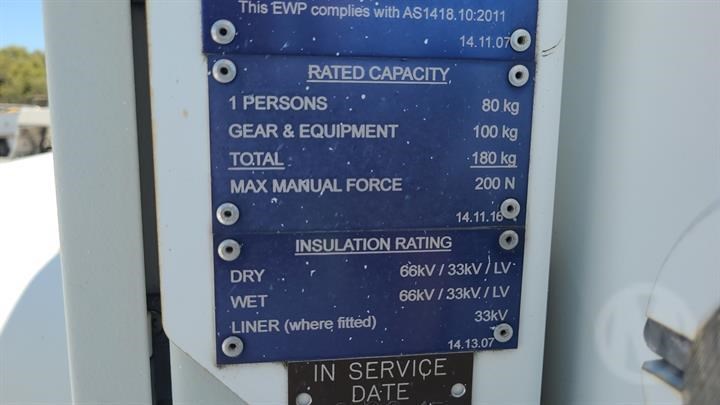 This EWP complies with AS1418.10:2011
14.11.07
RATED CAPACITY
1 PERSONS 80 kg
GEAR & EQUIPMENT 100 kg
TOTAL 180 kg
MAX MANUAL FORCE 200 N
14.11.16
INSULATION RATING
DRY 66kV / 33kV / LV
WET 66kV / 33kV / LV
LINER (where fitted) 33kV
14.13.07
IN SERVICE
DATE